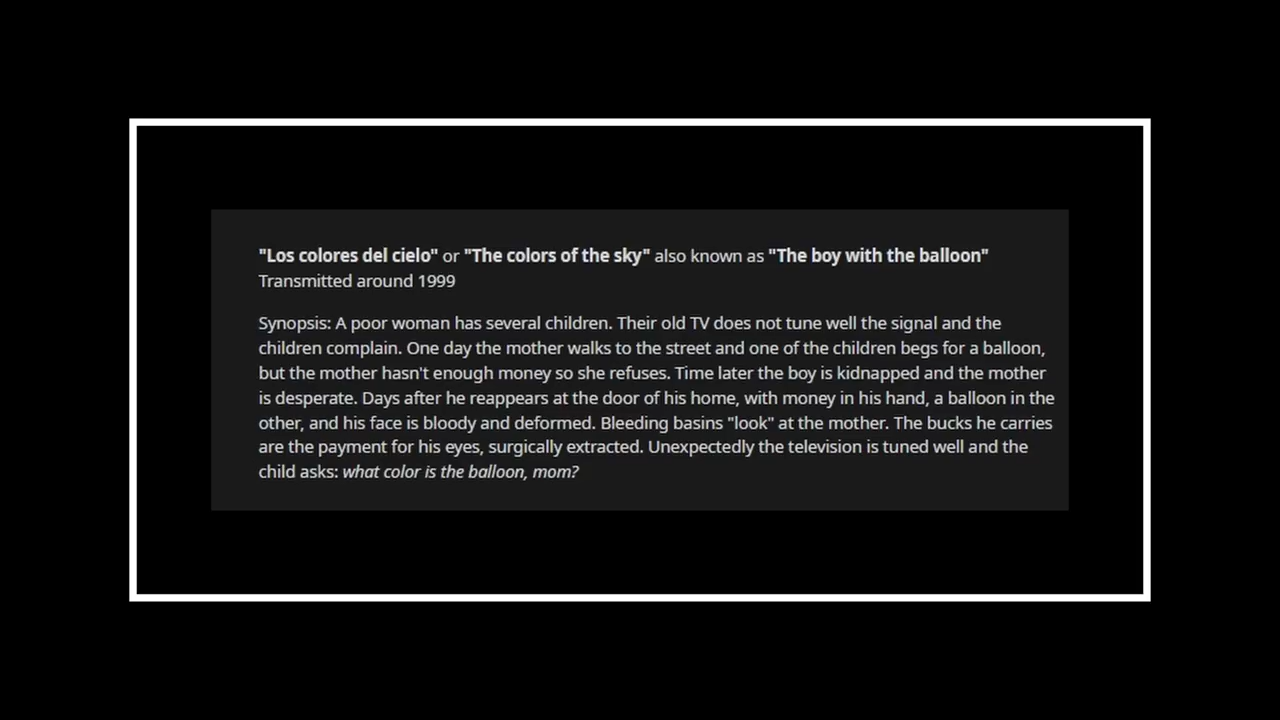 "Los colores del cielo" or "The colors of the sky" also known as "The boy with the balloon"
Transmitted around 1999
Synopsis: A poor woman has several children. Their old TV does not tune well the signal and the
children complain. One day the mother walks to the street and one of the children begs for a balloon,
but the mother hasn't enough money so she refuses. Time later the boy is kidnapped and the mother
is desperate. Days after he reappears at the door of his home, with money in his hand, a balloon in the
other, and his face is bloody and deformed. Bleeding basins "look" at the mother. The bucks he carries
are the payment for his eyes, surgically extracted. Unexpectedly the television is tuned well and the
child asks: what color is the balloon, mom?